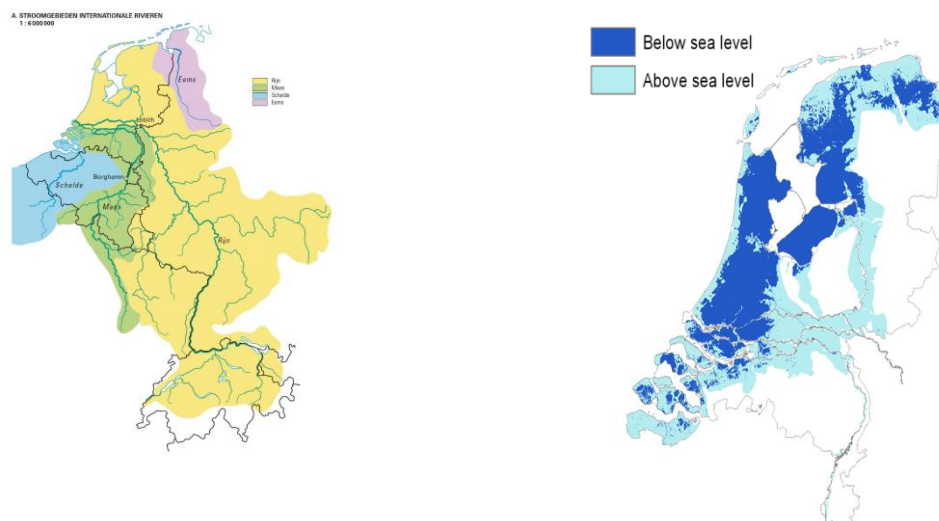 A. STROOMGEBIEDEN INTERNATIONALE RIVIEREN
1 : 6 000 000
Eems
Rijn
Maas
Schelde
Eems
Lobith
Borgharen
Schelde
Maas
Rijn
Below sea level
Above sea level